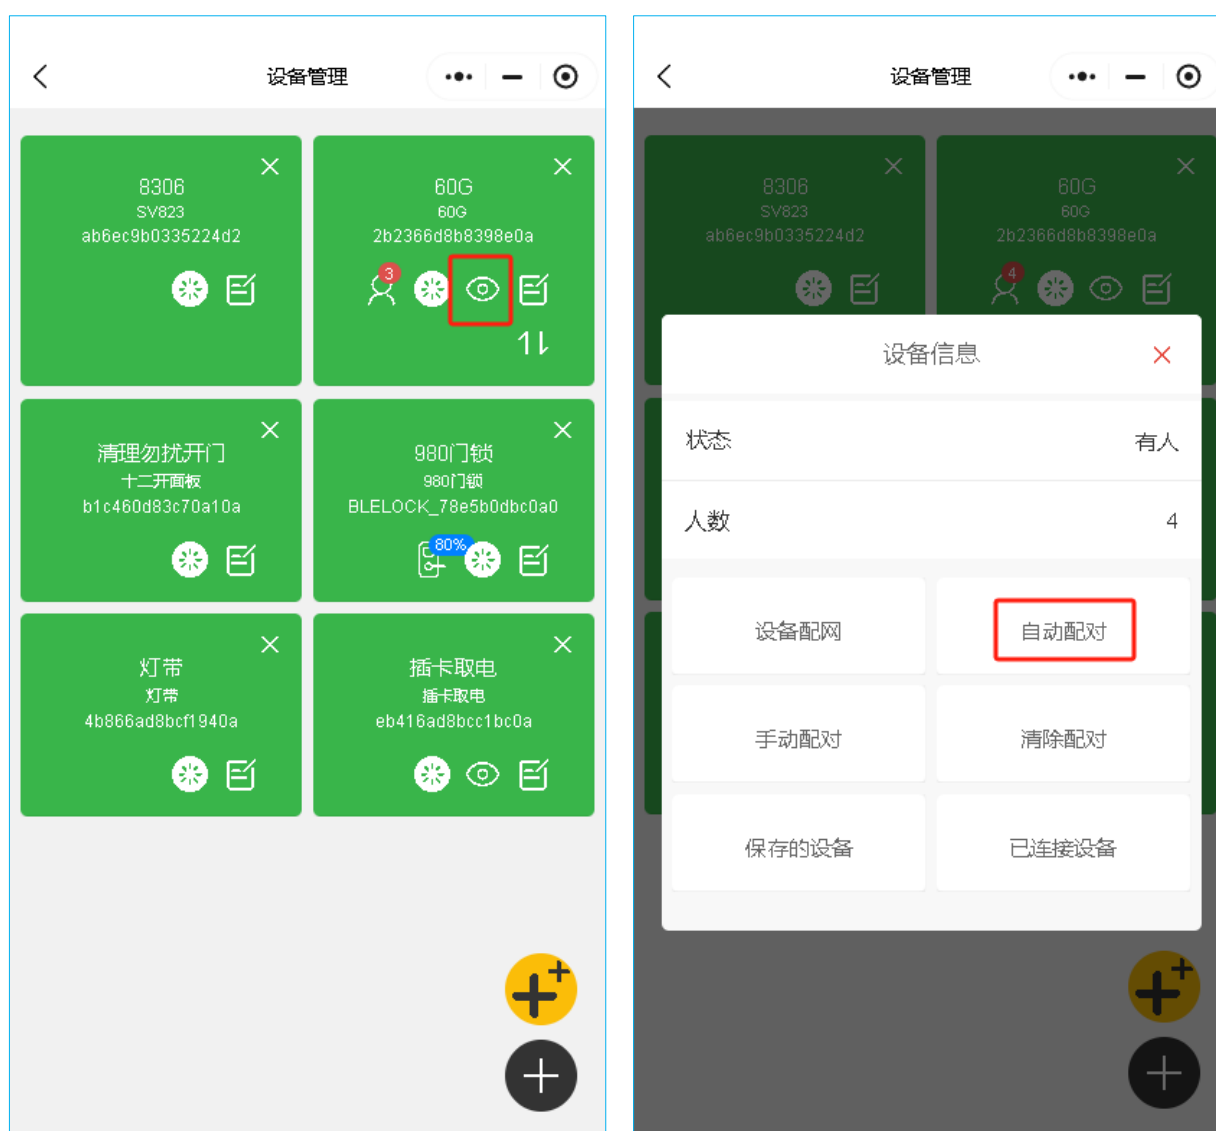 设备管理
8306
SV823
ab6ec9b0335224d2
60G
60G
2b2366d8b8398e0a
3
清理勿扰开门
十二开面板
b1c460d83c70a10a
980门锁
980门锁
BLELOCK_78e5b0dbc0a0
80%
灯带
灯带
4b866ad8bcf1940a
插卡取电
插卡取电
eb416ad8bcc1bc0a
设备管理
8306
SV823
ab6ec9b0335224d2
60G
60G
2b2366d8b8398e0a
4
设备信息
状态
有人
人数
4
设备配网
自动配对
手动配对
清除配对
保存的设备
已连接设备